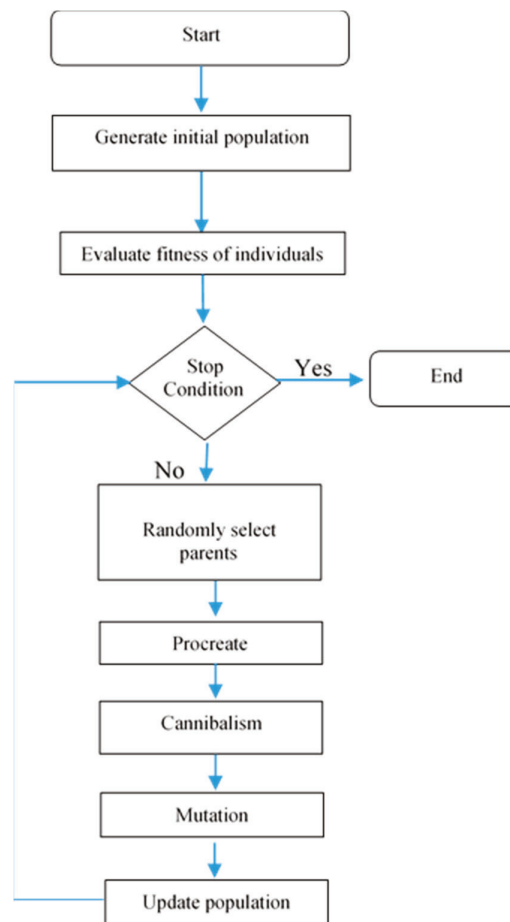 Start
Generate initial population
Evaluate fitness of individuals
Stop
Condition
Yes
End
No
Randomly select
parents
Procreate
Cannibalism
Mutation
Update population